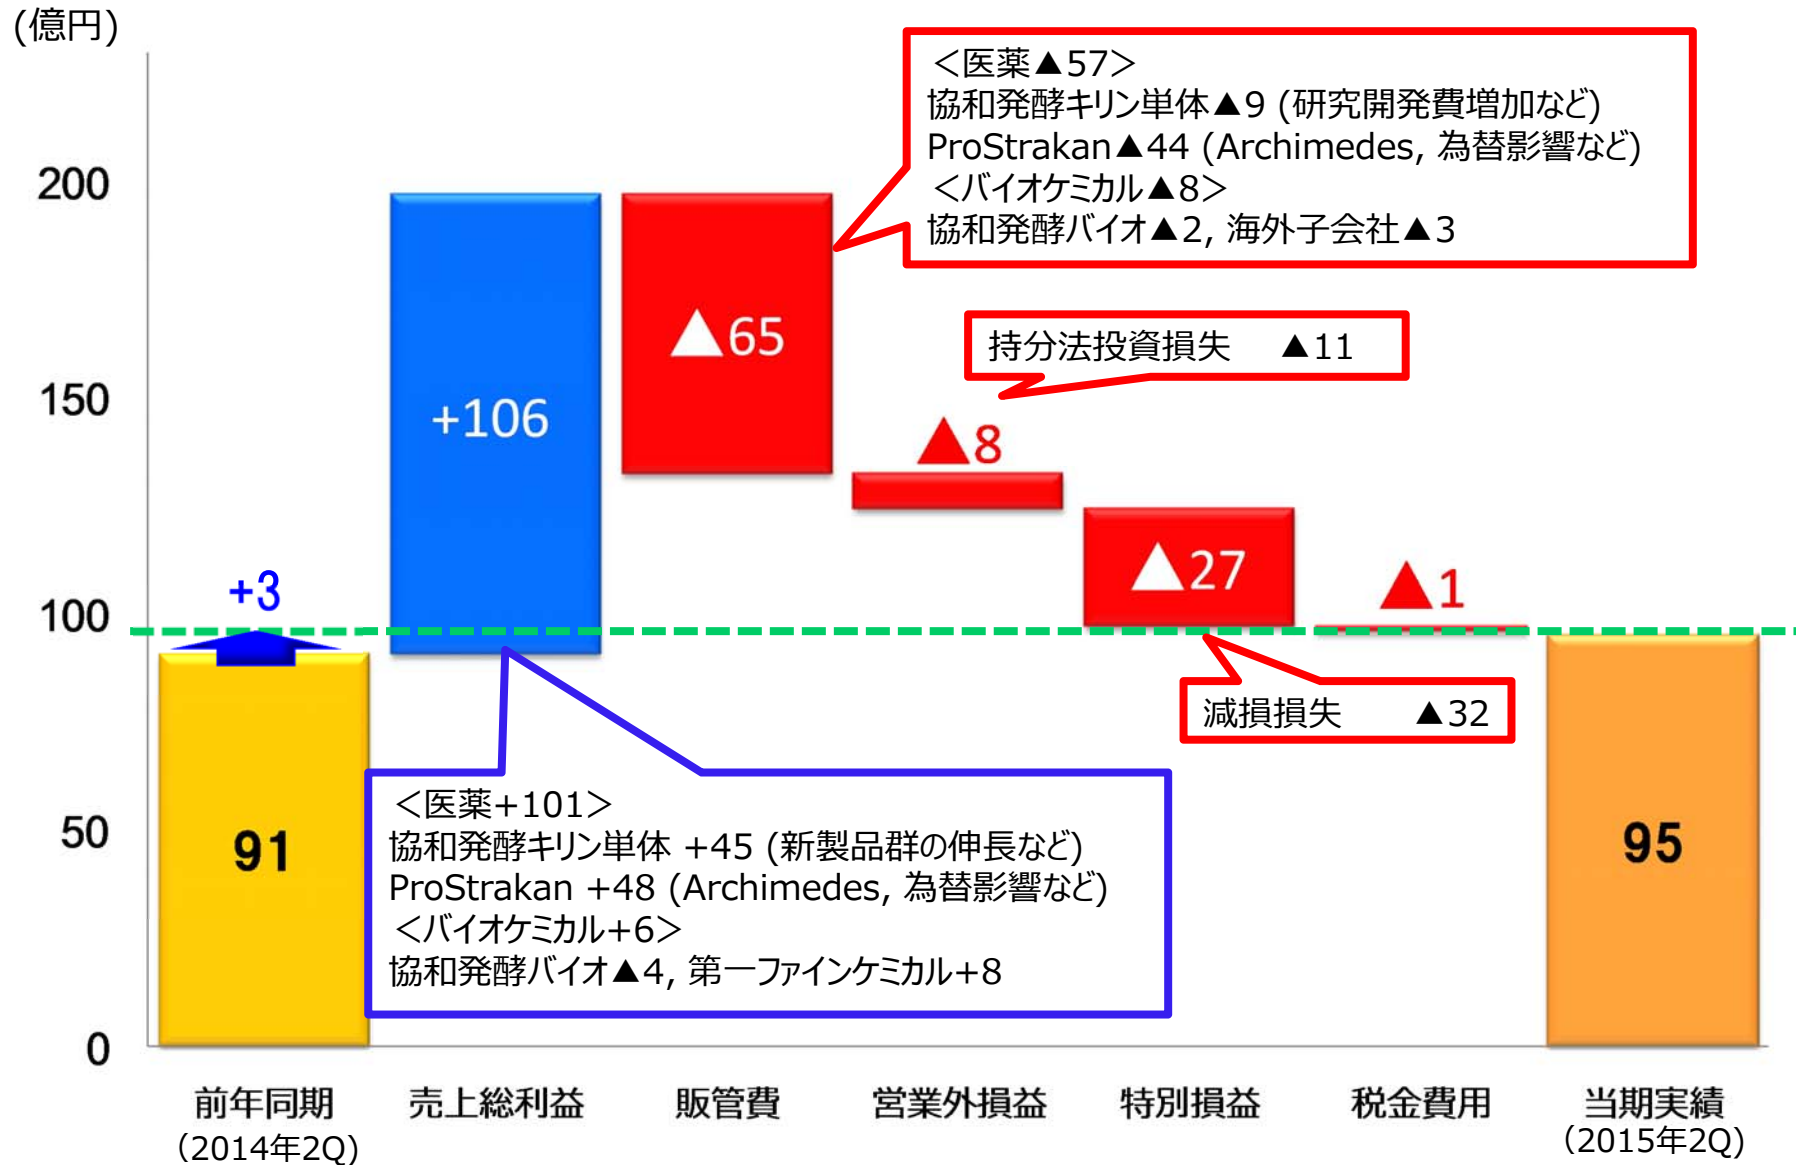 (億円)
200
150
100
50
0
+3
91
+106
▲65
▲8
▲27
▲1
95
＜医薬▲57＞
協和発酵キリン単体▲9 (研究開発費増加など)
ProStrakan▲44 (Archimedes, 為替影響など)
＜バイオケミカル▲8＞
協和発酵バイオ▲2, 海外子会社▲3
持分法投資損失 ▲11
減損損失 ▲32
＜医薬+101＞
協和発酵キリン単体 +45 (新製品群の伸長など)
ProStrakan +48 (Archimedes, 為替影響など)
＜バイオケミカル+6＞
協和発酵バイオ▲4, 第一ファインケミカル+8
前年同期
（2014年2Q）
売上総利益
販管費
営業外損益
特別損益
税金費用
当期実績
（2015年2Q）